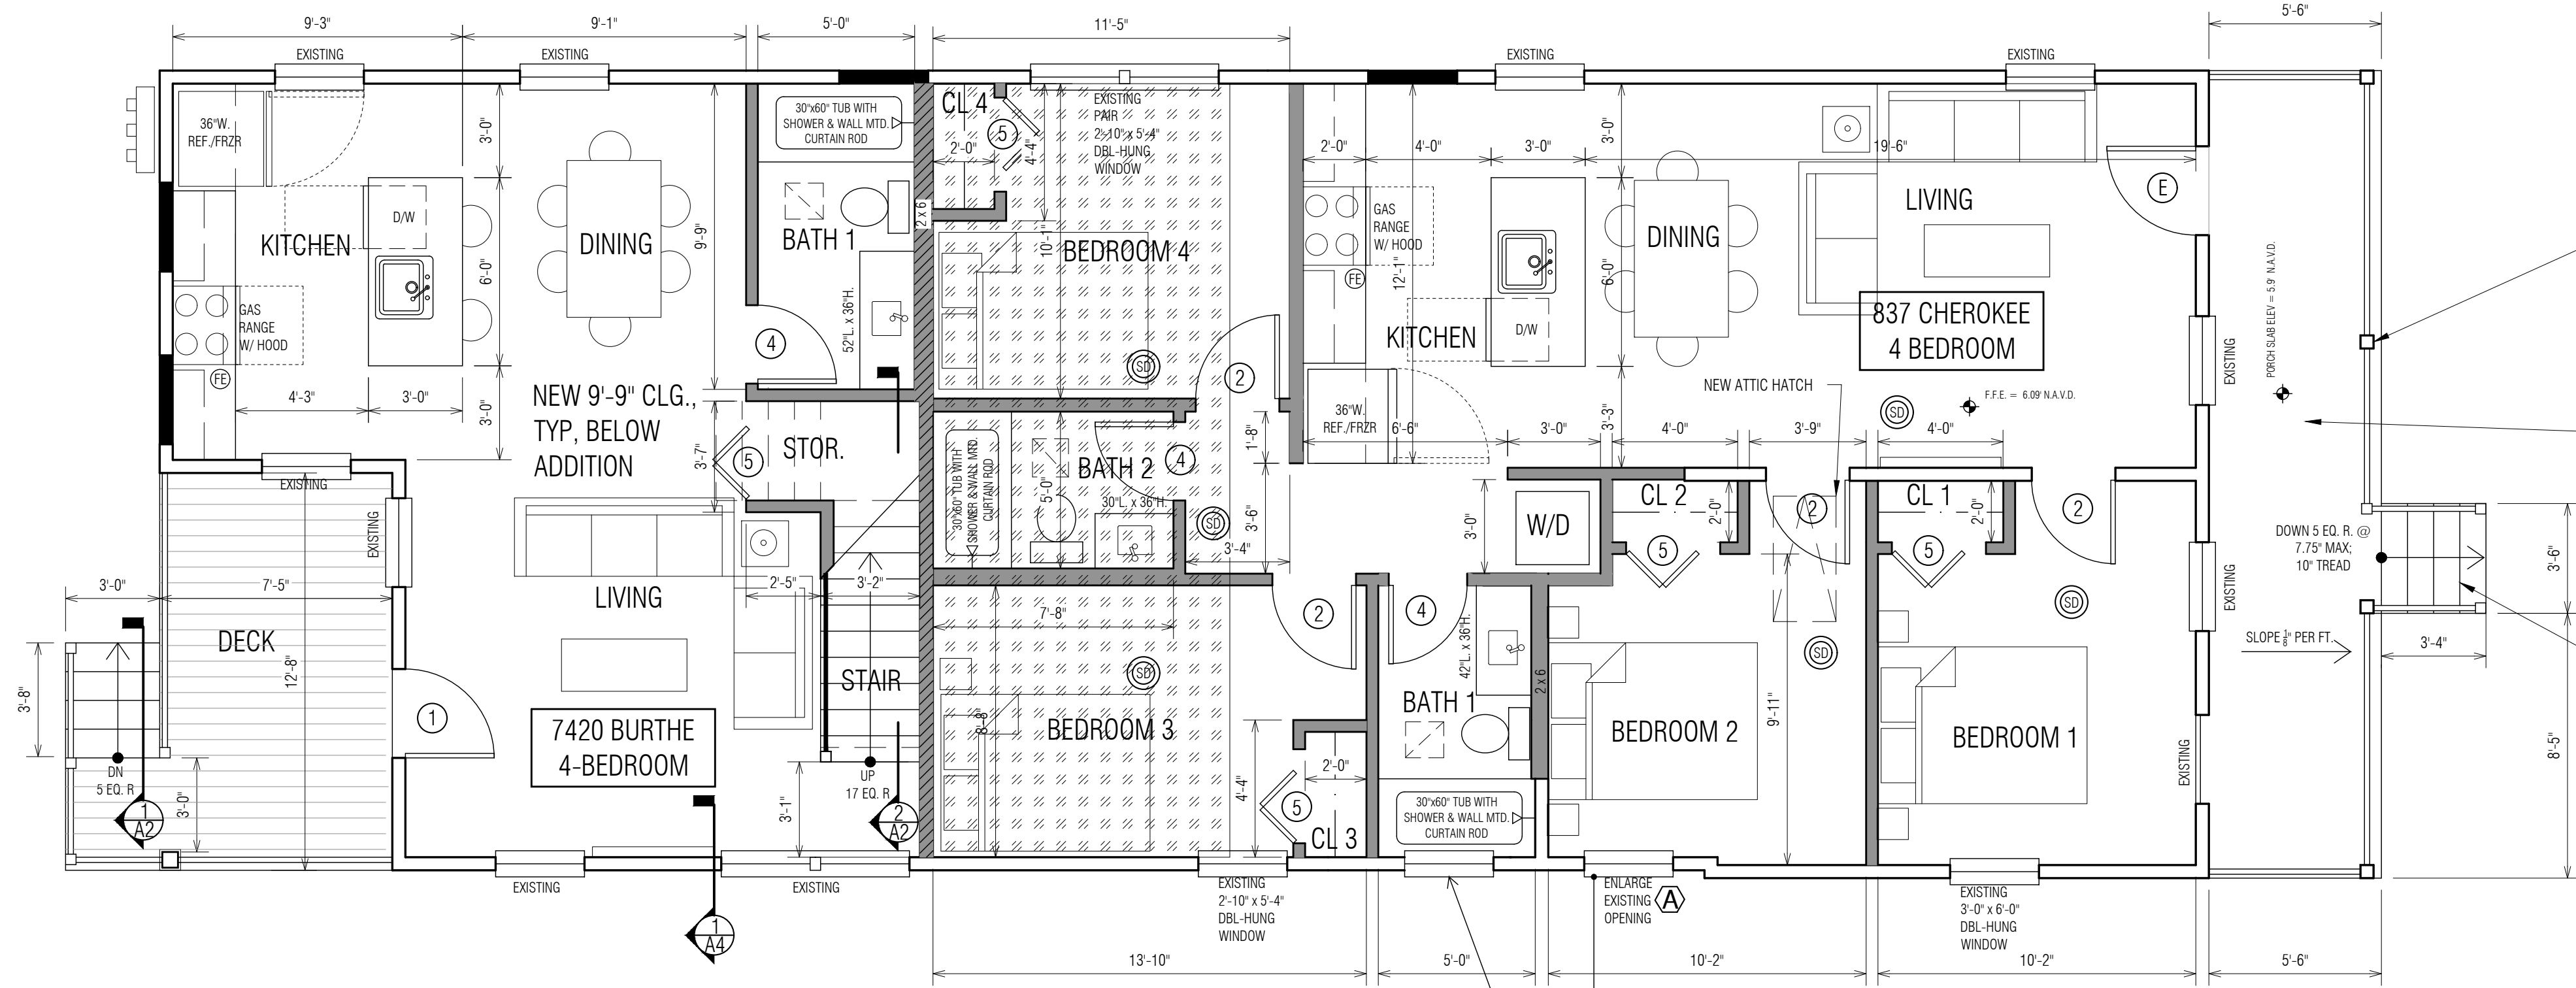 9'-3"
9'-1"
5'-0"
11'-5"
5'-6"
EXISTING
EXISTING
EXISTING
EXISTING
36"W.
REF./FRZR
3'-0"
9'-9"
30"x60" TUB WITH
SHOWER & WALL MTD.
CURTAIN ROD
CL 4
5
2'-0"
4'-4"
EXISTING
PAIR
2'-10" x 5'-4"
DBL-HUNG
WINDOW
2'-0"
4'-0"
3'-0"
3'-0"
19'-6"
E
D/W
KITCHEN
DINING
BATH 1
2 x 6
10'-1"
BEDROOM 4
GAS
RANGE
W/ HOOD
FE
12'-1"
KITCHEN
D/W
6'-0"
DINING
LIVING
837 CHEROKEE
4 BEDROOM
PORCH SLAB ELEV = 5.9' N.A.V.D.
6'-0"
GAS
RANGE
W/ HOOD
FE
4'-3"
3'-0"
3'-0"
4
52"L. x 36"H.
SD
2
EXISTING
NEW ATTIC HATCH
F.F.E. = 6.09' N.A.V.D.
SD
NEW 9'-9" CLG.,
TYP, BELOW
ADDITION
36"W.
REF./FRZR
6'-6"
3'-0"
3'-3"
4'-0"
3'-9"
4'-0"
3'-7"
5
STOR.
30"x60" TUB WITH
SHOWER & WALL MTD.
CURTAIN ROD
5'-0"
BATH 2
4
30"L. x 36"H.
1'-8"
3'-6"
SD
3'-4"
3'-0"
W/D
CL 2
2'-0"
5
2
CL 1
2'-0"
5
2
EXISTING
EXISTING
EXISTING
DOWN 5 EQ. R. @
7.75" MAX;
10" TREAD
3'-6"
3'-0"
7'-5"
LIVING
2'-5"
3'-2"
7'-8"
2
4
42"L. x 36"H.
2 x 6
SD
SD
SLOPE 1/8" PER FT.
3'-4"
DECK
12'-8"
3'-8"
1
STAIR
SD
BEDROOM 3
8'-8"
BATH 1
BEDROOM 2
9'-11"
BEDROOM 1
EXISTING
8'-5"
7420 BURTHE
4-BEDROOM
DN
5 EQ. R
3'-0"
1
A2
UP
17 EQ. R
3'-1"
2
A2
4'-4"
2'-0"
5
CL 3
30"x60" TUB WITH
SHOWER & WALL MTD.
CURTAIN ROD
EXISTING
EXISTING
EXISTING
2'-10" x 5'-4"
DBL-HUNG
WINDOW
ENLARGE
EXISTING
OPENING
A
EXISTING
3'-0" x 6'-0"
DBL-HUNG
WINDOW
1
A4
13'-10"
5'-0"
10'-2"
10'-2"
5'-6"